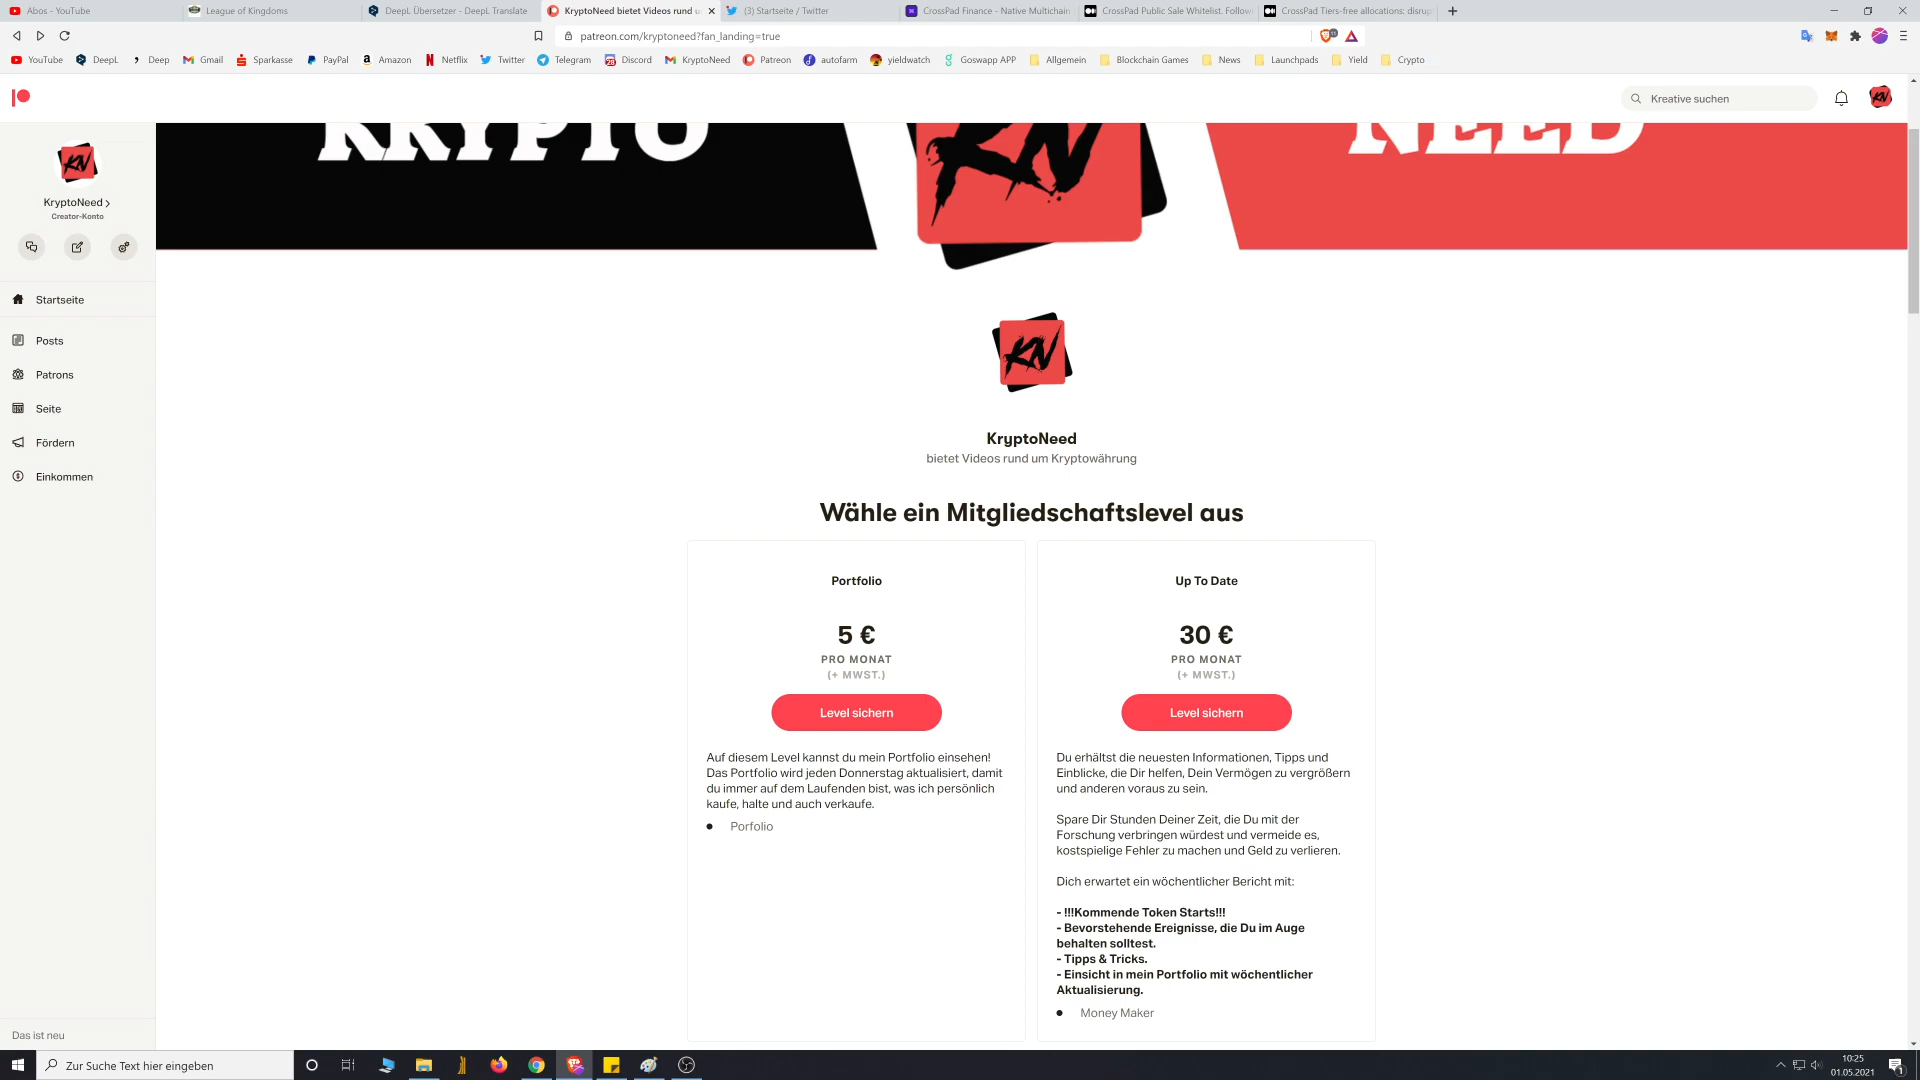 Abos - YouTube
League of Kingdoms
DeepL Übersetzer - DeepL Translate
KryptoNeed bietet Videos rund u
(3) Startseite / Twitter
CrossPad Finance - Native Multichain
CrossPad Public Sale Whitelist. Follow
CrossPad Tiers-free allocations: disrup
patreon.com/kryptoneed?fan_landing=true
YouTube
DeepL
Deep
Gmail
Sparkasse
PayPal
Amazon
Netflix
Twitter
Telegram
Discord
KryptoNeed
Patreon
autofarm
yieldwatch
Goswapp APP
Allgemein
Blockchain Games
News
Launchpads
Yield
Crypto
Kreative suchen
KRYPTO
KN
NEED
KryptoNeed
Creator-Konto
Startseite
Posts
Patrons
Seite
Fördern
Einkommen
Das ist neu
KN
KryptoNeed
bietet Videos rund um Kryptowährung
Wähle ein Mitgliedschaftslevel aus
Portfolio
5 €
PRO MONAT
(+ MWST.)
Level sichern
Auf diesem Level kannst du mein Portfolio einsehen!
Das Portfolio wird jeden Donnerstag aktualisiert, damit
du immer auf dem Laufenden bist, was ich persönlich
kaufe, halte und auch verkaufe.
Porfolio
Up To Date
30 €
PRO MONAT
(+ MWST.)
Level sichern
Du erhältst die neuesten Informationen, Tipps und
Einblicke, die Dir helfen, Dein Vermögen zu vergrößern
und anderen voraus zu sein.
Spare Dir Stunden Deiner Zeit, die Du mit der
Forschung verbringen würdest und vermeide es,
kostspielige Fehler zu machen und Geld zu verlieren.
Dich erwartet ein wöchentlicher Bericht mit:
- !!!Kommende Token Starts!!!
- Bevorstehende Ereignisse, die Du im Auge
behalten solltest.
- Tipps & Tricks.
- Einsicht in mein Portfolio mit wöchentlicher
Aktualisierung.
Money Maker
Zur Suche Text hier eingeben
10:25
01.05.2021